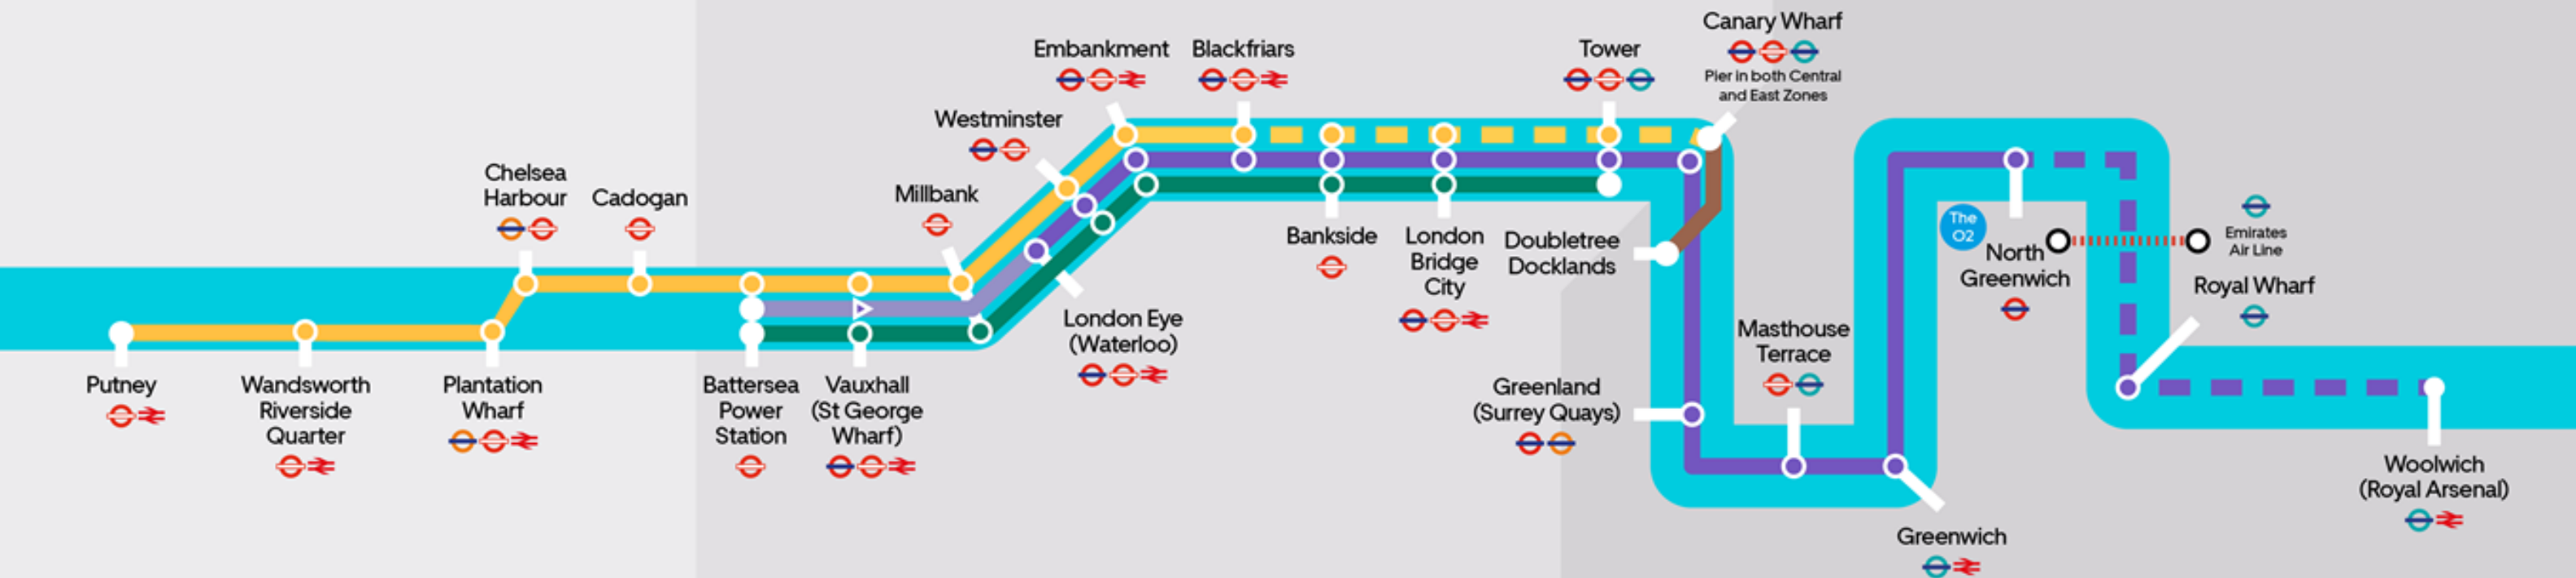 Canary Wharf
Pier in both Central
and East Zones
Embankment
Blackfriars
Tower
Westminster
Chelsea
Harbour
Cadogan
Millbank
Bankside
London
Bridge
City
Doubletree
Docklands
The
O2
North
Greenwich
Emirates
Air Line
Royal Wharf
London Eye
(Waterloo)
Masthouse
Terrace
Putney
Wandsworth
Riverside
Quarter
Plantation
Wharf
Battersea
Power
Station
Vauxhall
(St George
Wharf)
Greenland
(Surrey Quays)
Woolwich
(Royal Arsenal)
Greenwich